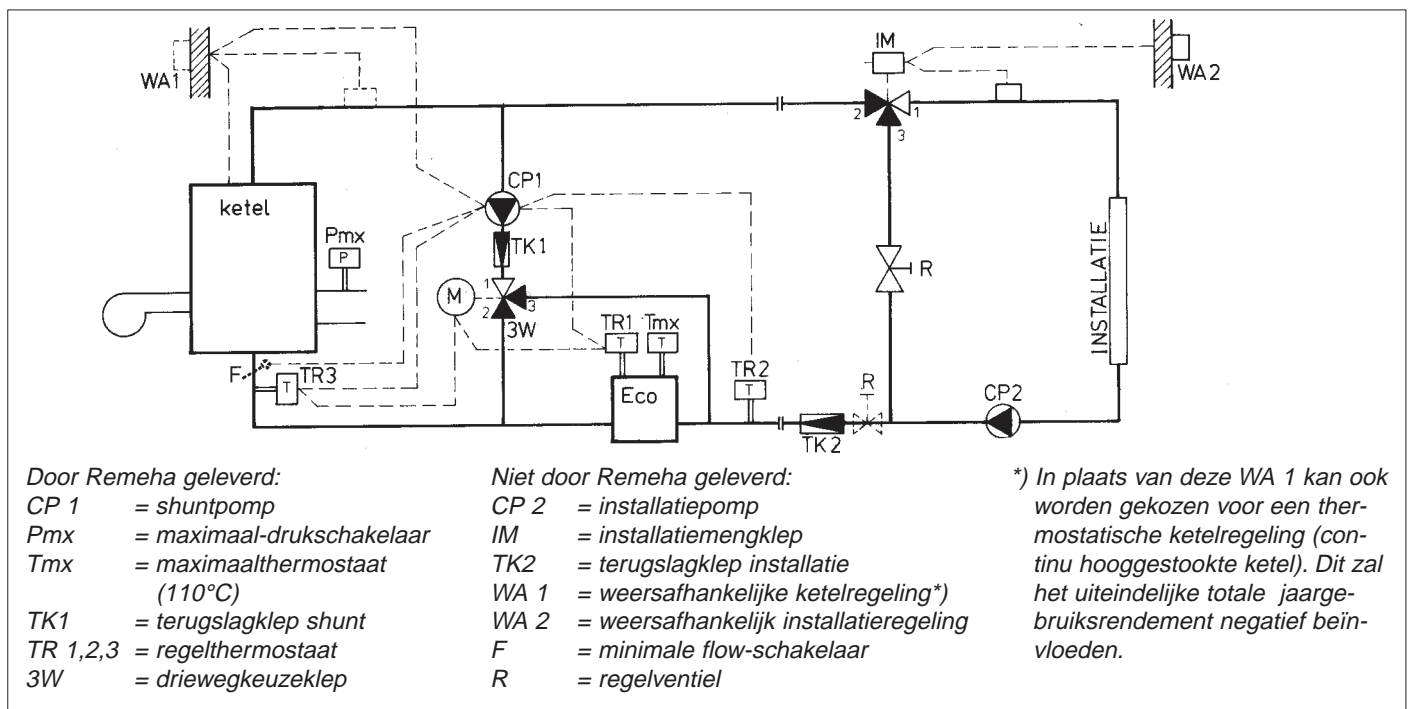 WA1
IM
WA2
2
1
3
ketel
CP1
Pmx
P
TK1
R
INSTALLATIE
M
1
2
3
3W
TR1
Tmx
T
T
F
T
TR3
TR2
T
R
Eco
CP2
TK2
Door Remeha geleverd:
CP 1 = shuntpomp
Pmx = maximaal-drukschakelaar
Tmx = maximaalthermostaat
(110°C)
TK1 = terugslagklep shunt
TR 1,2,3 = regelthermostaat
3W = driewegkeuzeklep
Niet door Remeha geleverd:
CP 2 = installatiepomp
IM = installatiemengklep
TK2 = terugslagklep installatie
WA 1 = weersafhankelijke ketelregeling*)
WA 2 = weersafhankelijk installatieregeling
F = minimale flow-schakelaar
R = regelventiel
*) In plaats van deze WA 1 kan ook
worden gekozen voor een ther-
mostatische ketelregeling (con-
tinu hooggestookte ketel). Dit zal
het uiteindelijke totale jaarge-
bruiksrendement negatief beïn-
vloeden.